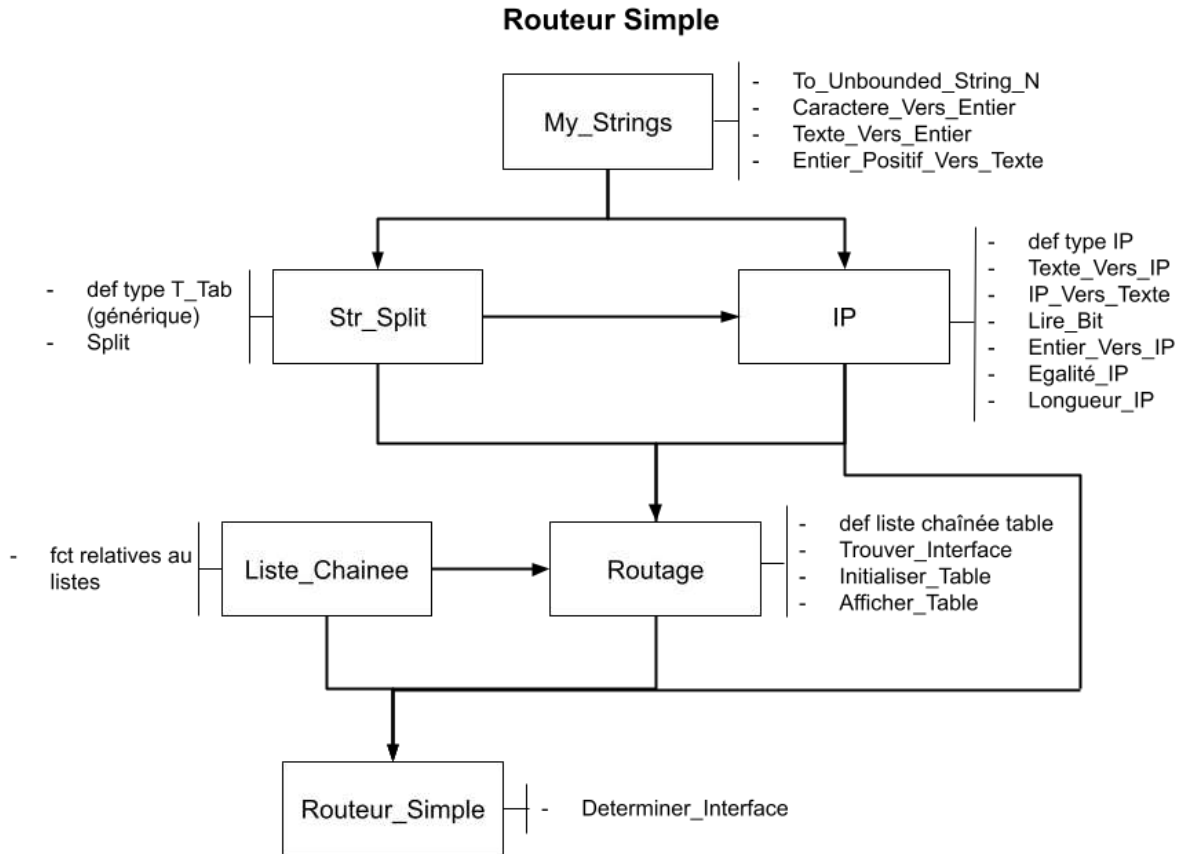 Routeur Simple
My_Strings
- To_Unbounded_String_N
- Caractere_Vers_Entier
- Texte_Vers_Entier
- Entier_Positif_Vers_Texte
- def type T_Tab
(générique)
- Split
Str_Split
IP
- def type IP
- Texte_Vers_IP
- IP_Vers_Texte
- Lire_Bit
- Entier_Vers_IP
- Egalité_IP
- Longueur_IP
- fct relatives au
listes
Liste_Chainee
Routage
- def liste chaînée table
- Trouver_Interface
- Initialiser_Table
- Afficher_Table
Routeur_Simple
- Determiner_Interface